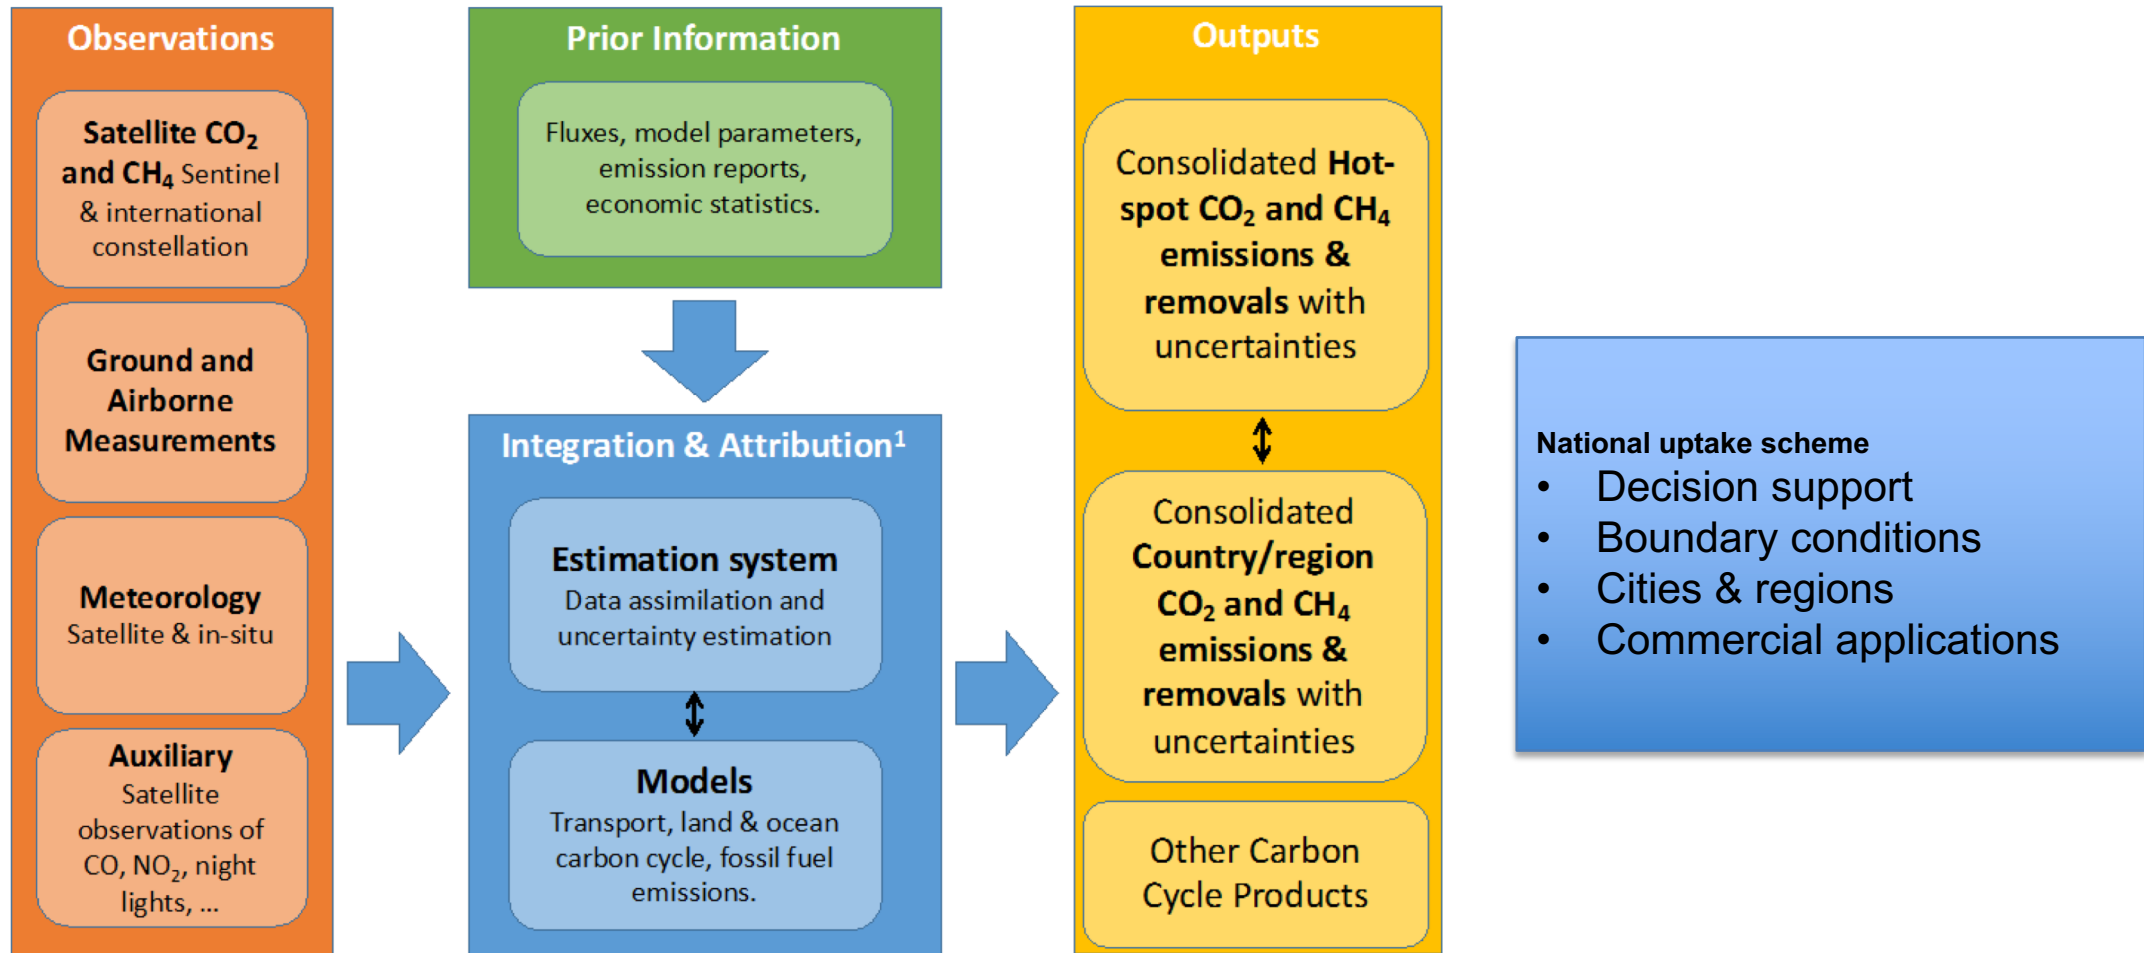 Observations
Satellite CO₂
and CH₄ Sentinel
& international
constellation
Ground and
Airborne
Measurements
Meteorology
Satellite & in-situ
Auxiliary
Satellite
observations of
CO, NO₂, night
lights, ...
Prior Information
Fluxes, model parameters,
emission reports,
economic statistics.
Integration & Attribution¹
Estimation system
Data assimilation and
uncertainty estimation
Models
Transport, land & ocean
carbon cycle, fossil fuel
emissions.
Outputs
Consolidated Hot-
spot CO₂ and CH₄
emissions &
removals with
uncertainties
Consolidated
Country/region
CO₂ and CH₄
emissions &
removals with
uncertainties
Other Carbon
Cycle Products
National uptake scheme
• Decision support
• Boundary conditions
• Cities & regions
• Commercial applications